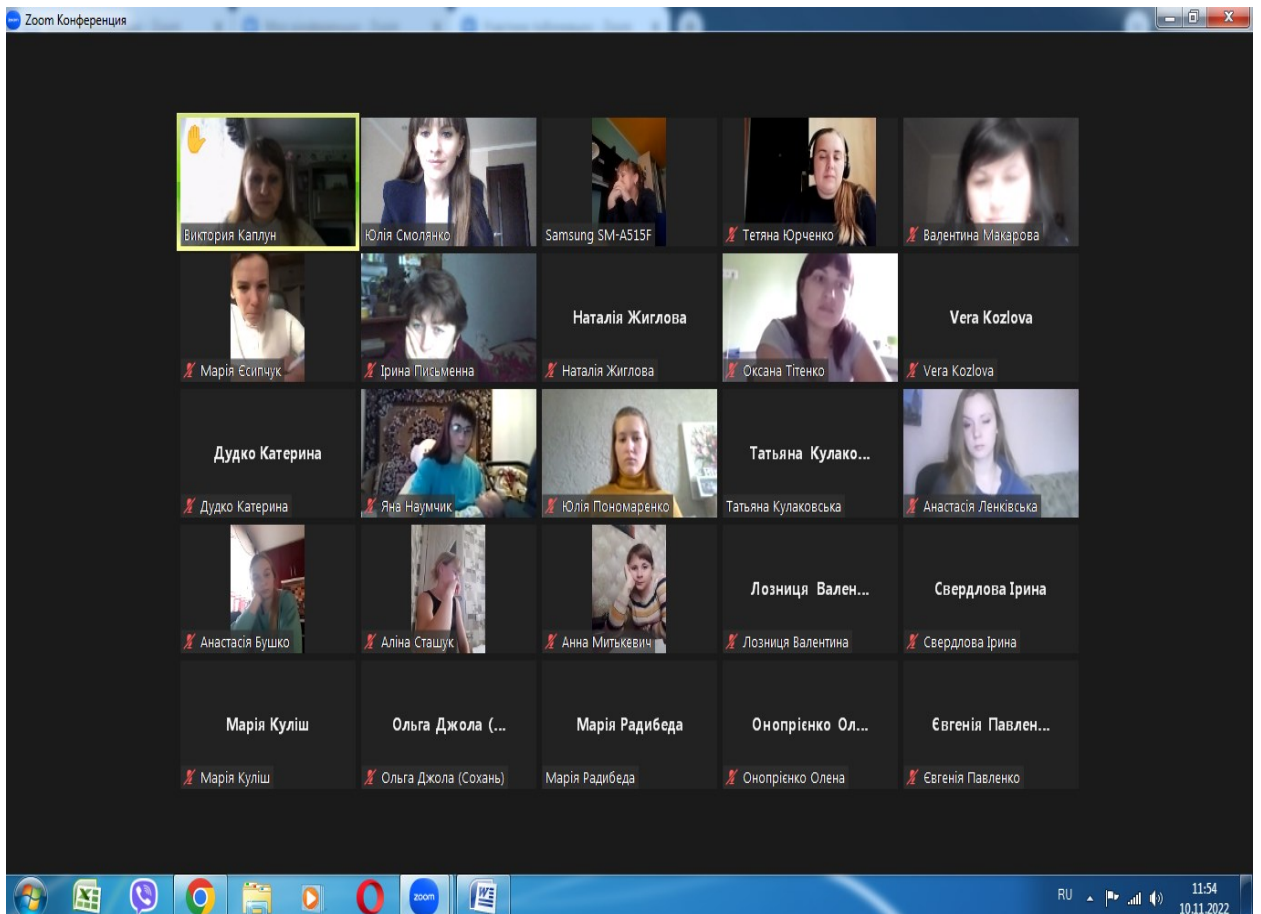 Zoom Конференция
Виктория Каплун
Юлія Смолянко
Samsung SM-A515F
Тетяна Юрченко
Валентина Макарова
Марія Єсипчук
Ірина Письменна
Наталія Жиглова
Наталія Жиглова
Оксана Тітенко
Vera Kozlova
Vera Kozlova
Дудко Катерина
Дудко Катерина
Яна Наумчик
Юлія Пономаренко
Татьяна Кулако...
Татьяна Кулаковська
Анастасія Ленківська
Анастасія Бушко
Аліна Сташук
Анна Митькевич
Лозниця Вален...
Лозниця Валентина
Свердлова Ірина
Свердлова Ірина
Марія Куліш
Марія Куліш
Ольга Джола (...
Ольга Джола (Сохань)
Марія Радибеда
Марія Радибеда
Онопрієнко Ол...
Онопрієнко Олена
Євгенія Павлен...
Євгенія Павленко
zoom
RU
11:54
10.11.2022